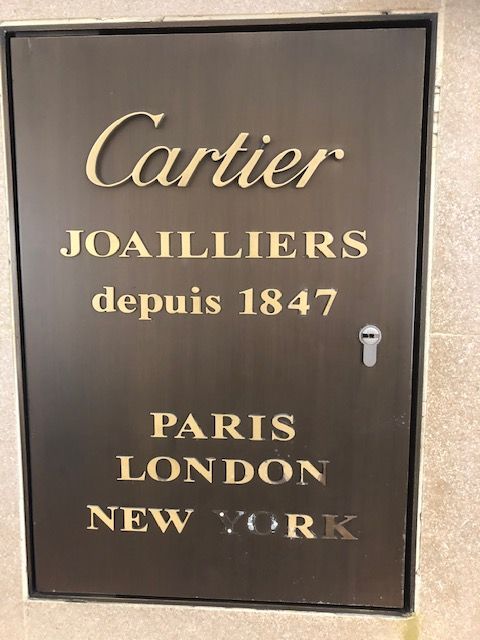 Cartier
JOAILLIERS
depuis 1847
PARIS
LONDON
NEW YORK